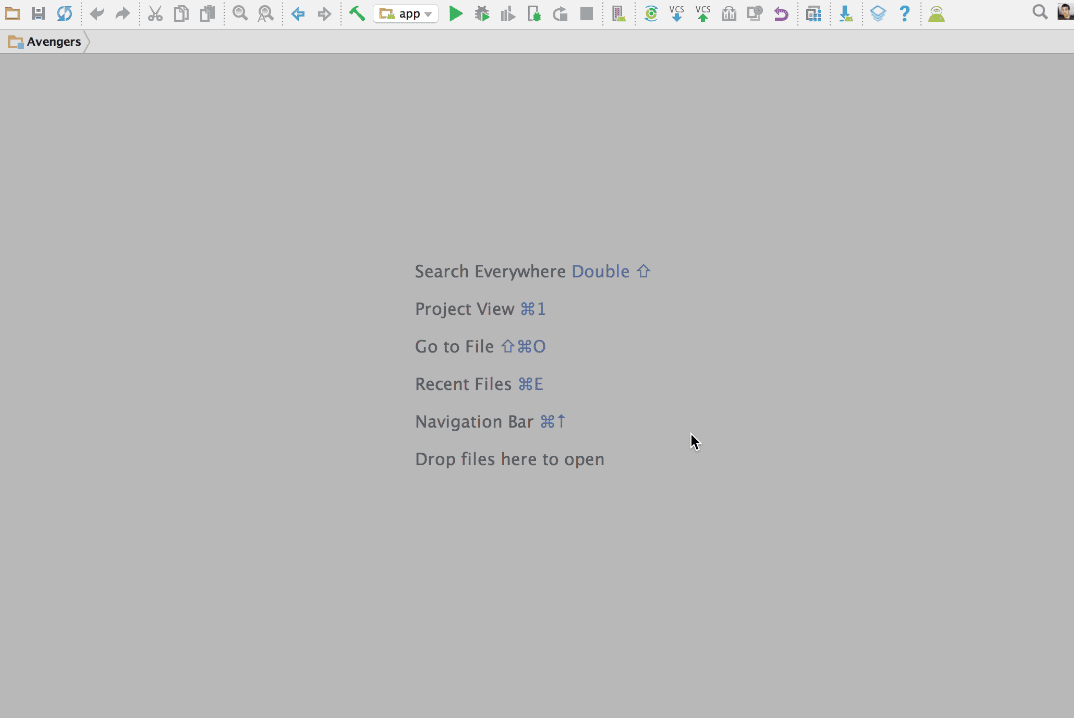 app
VCS VCS
?
Avengers
Search Everywhere Double ⇧
Project View ⌘1
Go to File ⇧⌘O
Recent Files ⌘E
Navigation Bar ⌘↑
Drop files here to open